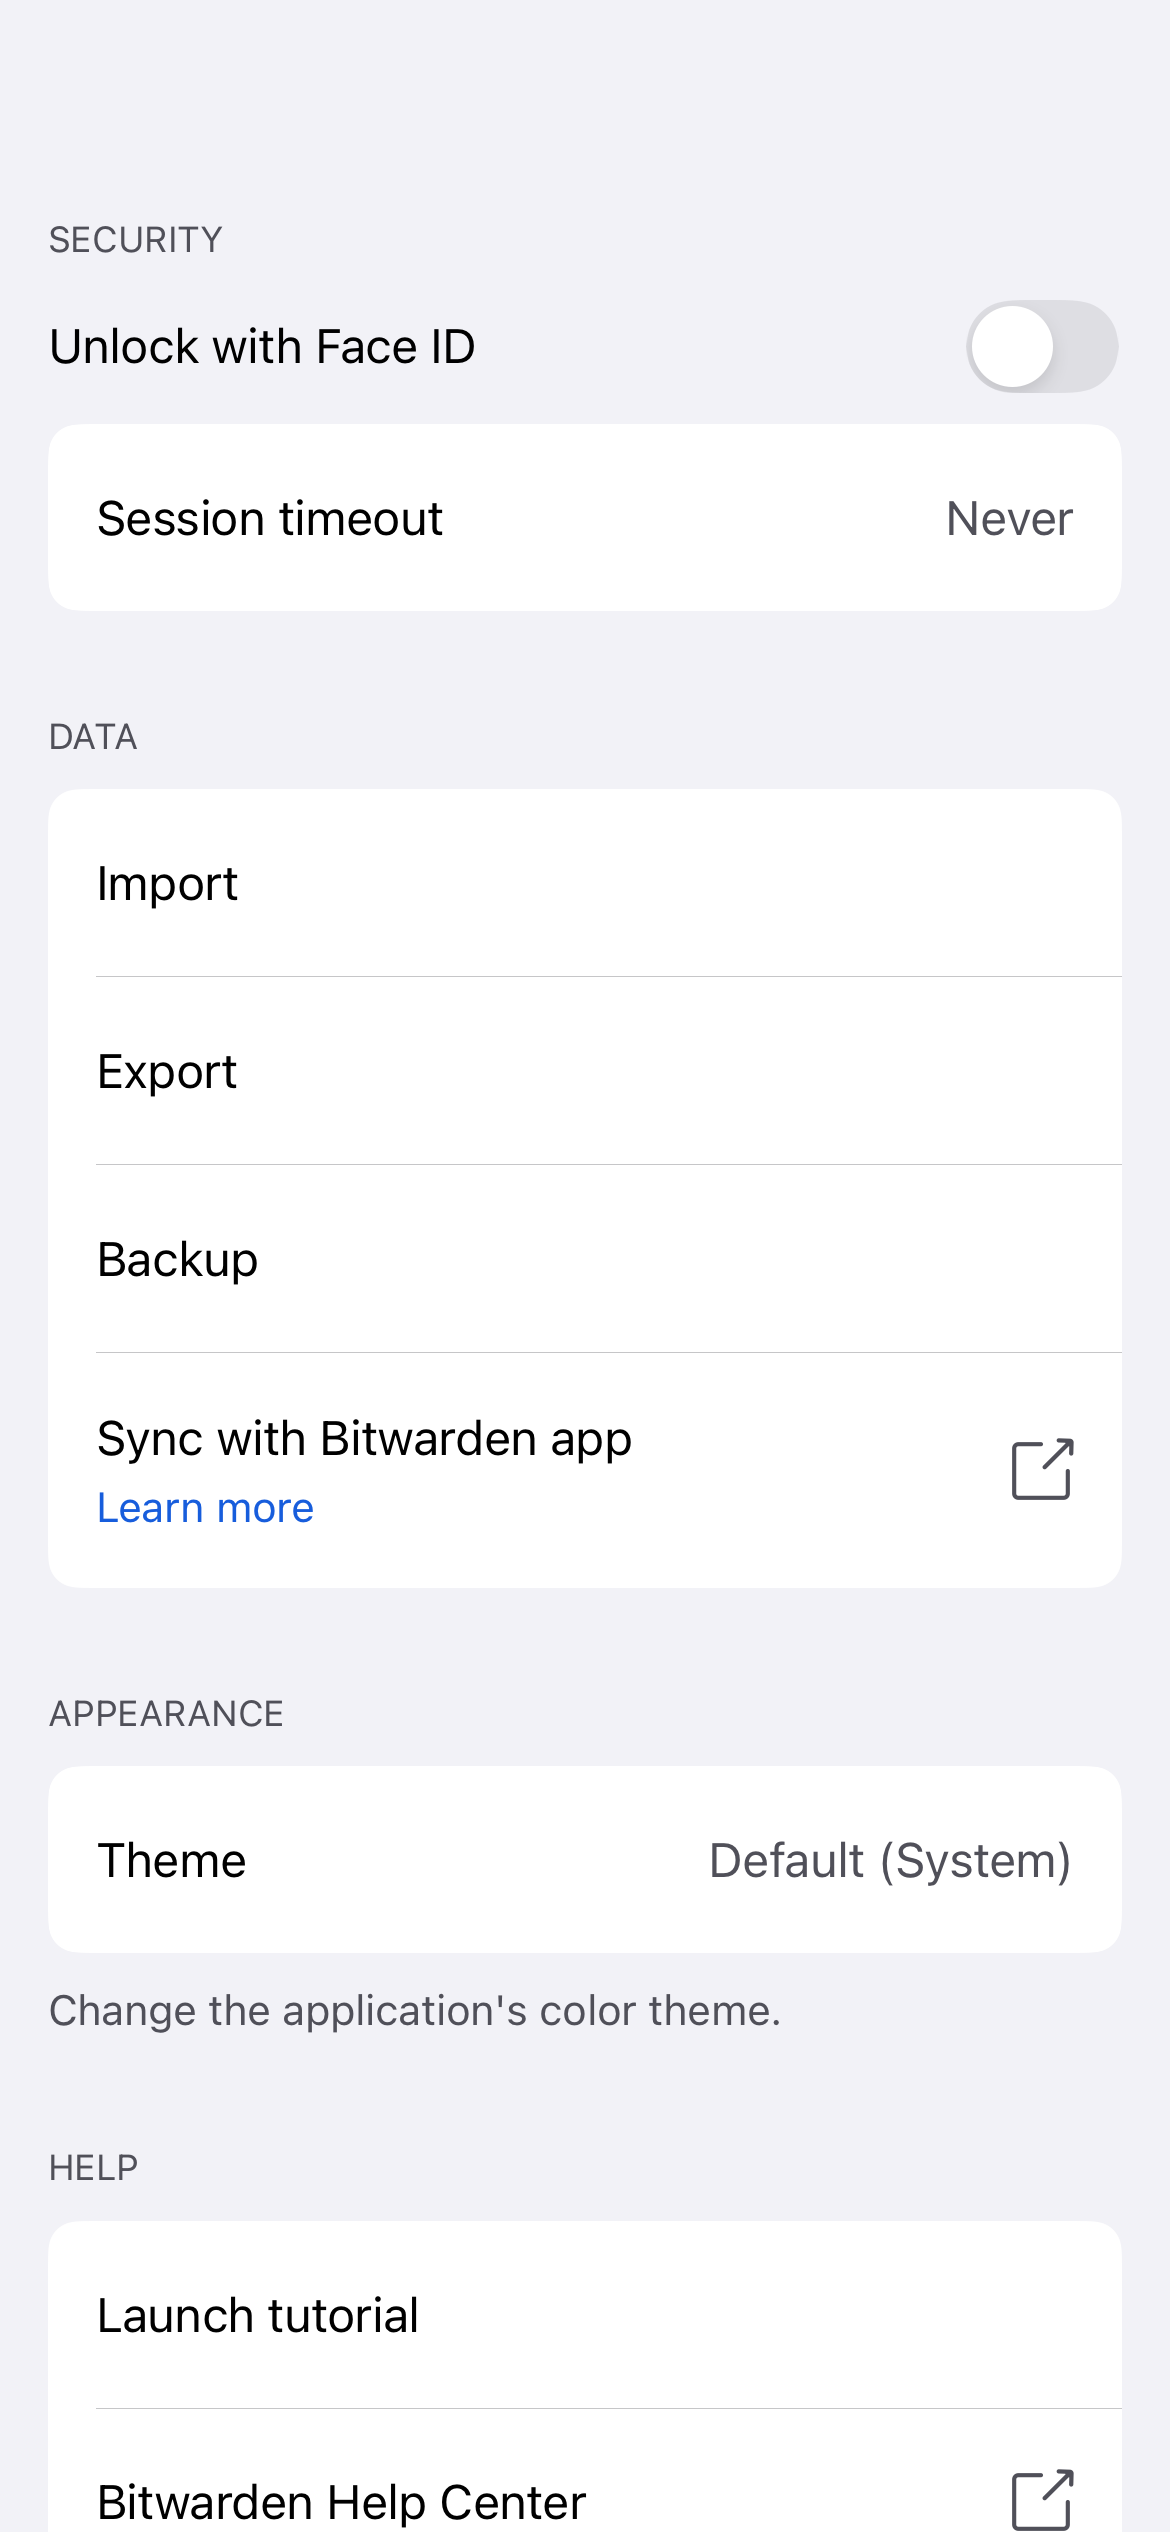 SECURITY
Unlock with Face ID
Session timeout Never
DATA
Import
Export
Backup
Sync with Bitwarden app
Learn more
APPEARANCE
Theme Default (System)
Change the application's color theme.
HELP
Launch tutorial
Bitwarden Help Center